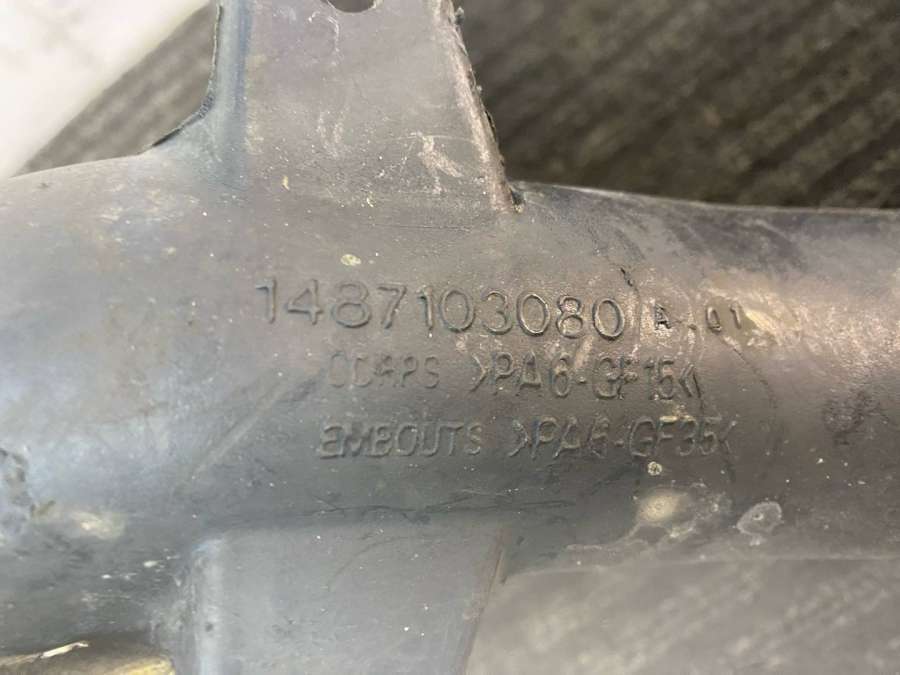 1487103080 A .01
CORPS >PA6-GF15<
EMBOUTS >PA6-GF35<